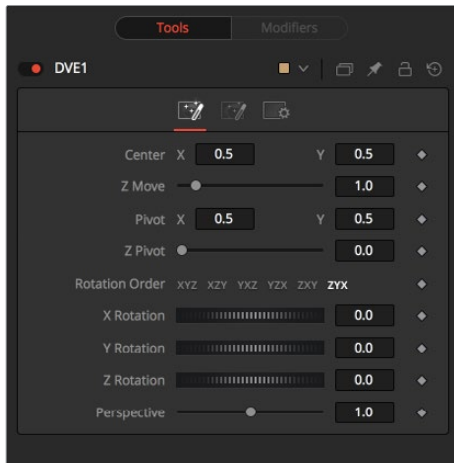 Tools Modifiers
DVE1
Center X 0.5 Y 0.5
Z Move 1.0
Pivot X 0.5 Y 0.5
Z Pivot 0.0
Rotation Order XYZ XZY YXZ YZX ZXY ZYX
X Rotation 0.0
Y Rotation 0.0
Z Rotation 0.0
Perspective 1.0